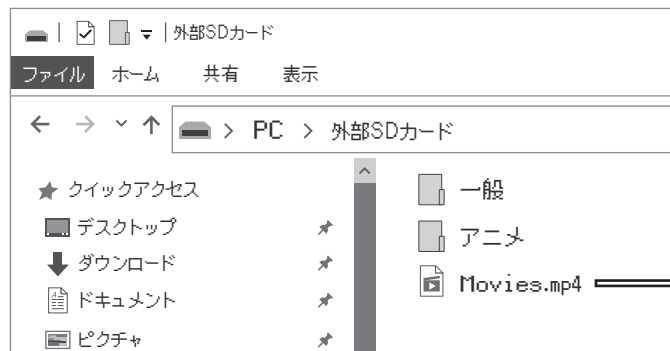 外部SDカード
ファイル ホーム 共有 表示
PC > 外部SDカード
クイックアクセス
デスクトップ
ダウンロード
ドキュメント
ピクチャ
一般
アニメ
Movies.mp4